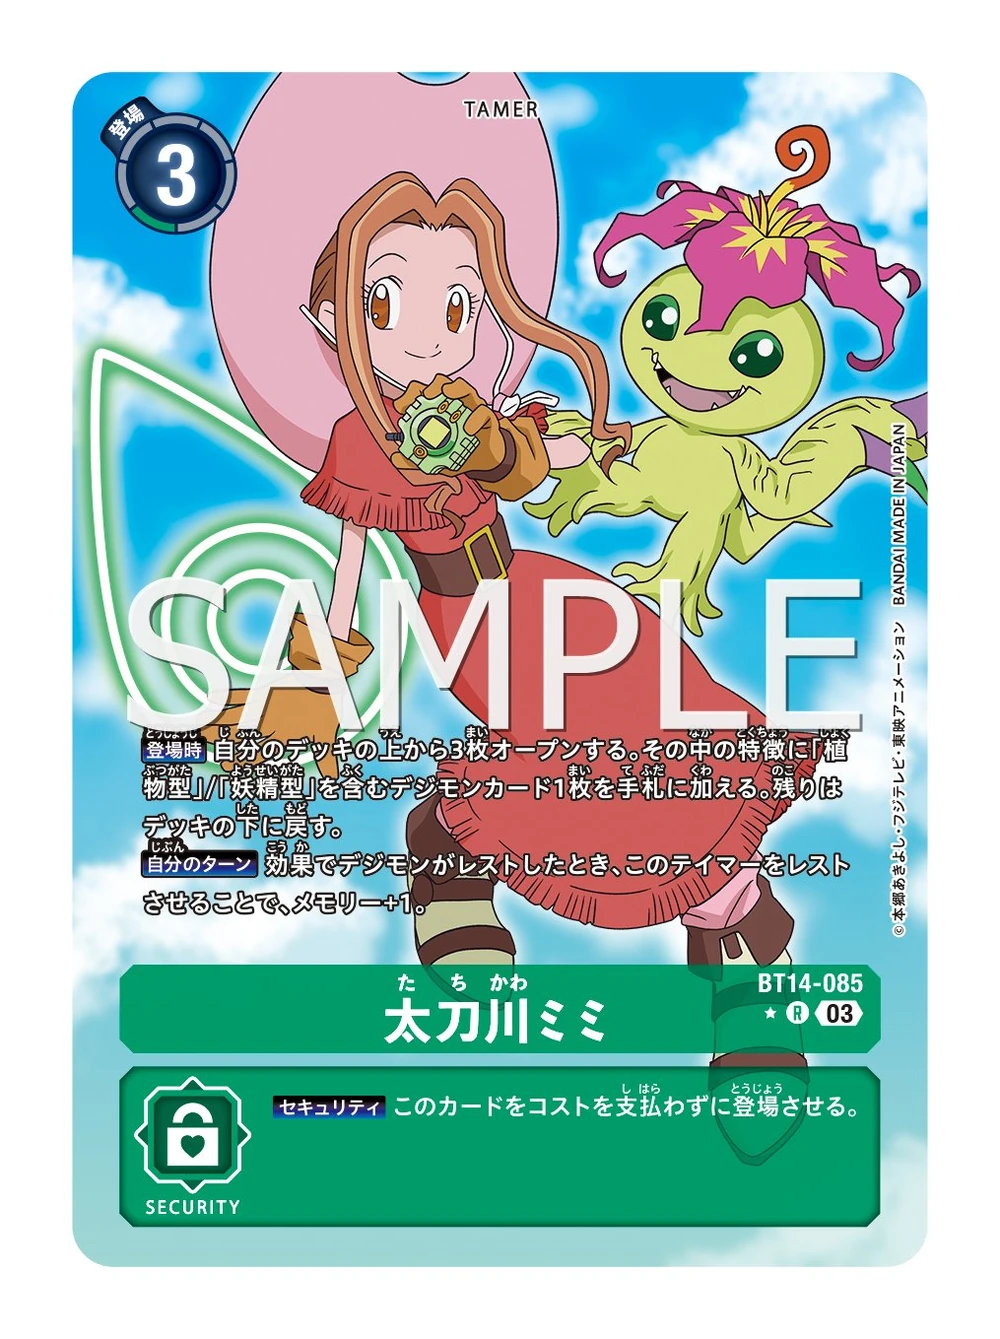 TAMER
登場
3
SAMPLE
登場時 自分のデッキの上から3枚オープンする。その中の特徴に「植
物型」/「妖精型」を含むデジモンカード1枚を手札に加える。残りは
デッキの下に戻す。
自分のターン 効果でデジモンがレストしたとき、このテイマーをレスト
させることで、メモリー+1。
©本郷あきよし・フジテレビ・東映アニメーション BANDAI MADE IN JAPAN
たちかわ
太刀川ミミ
BT14-085
R 03
セキュリティ このカードをコストを支払わずに登場させる。
SECURITY